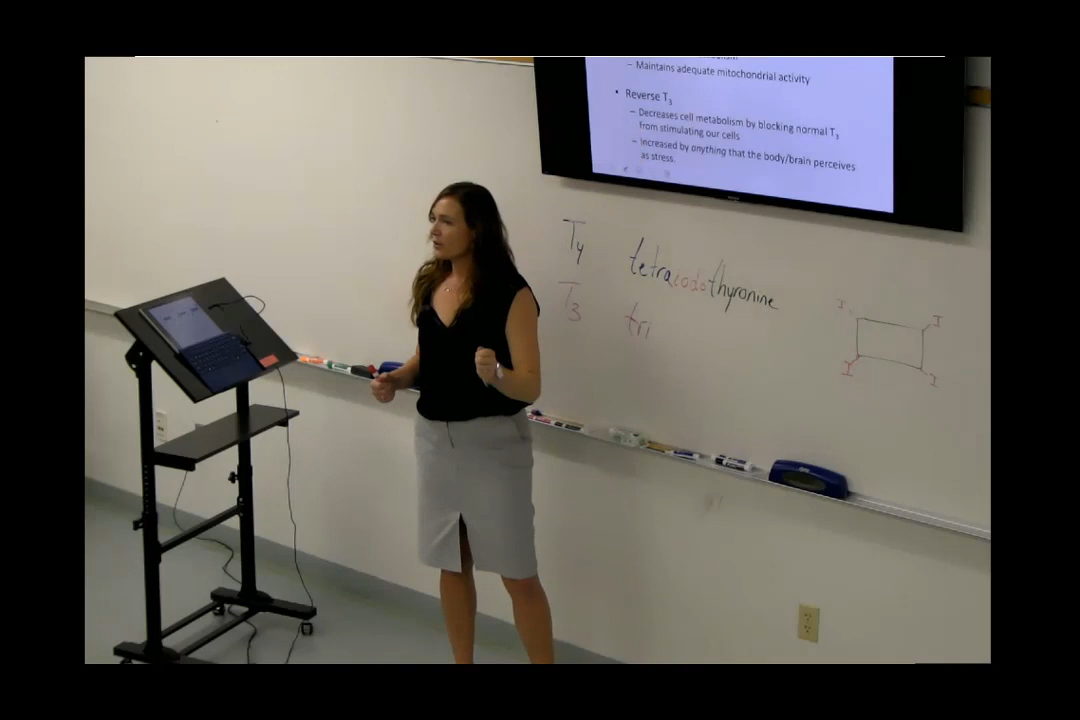 – Maintains adequate mitochondrial activity
• Reverse T3
– Decreases cell metabolism by blocking normal T3
from stimulating our cells
– Increased by anything that the body/brain perceives
as stress.
T4 tetraiodothyronine
T3 tri
I I
I I